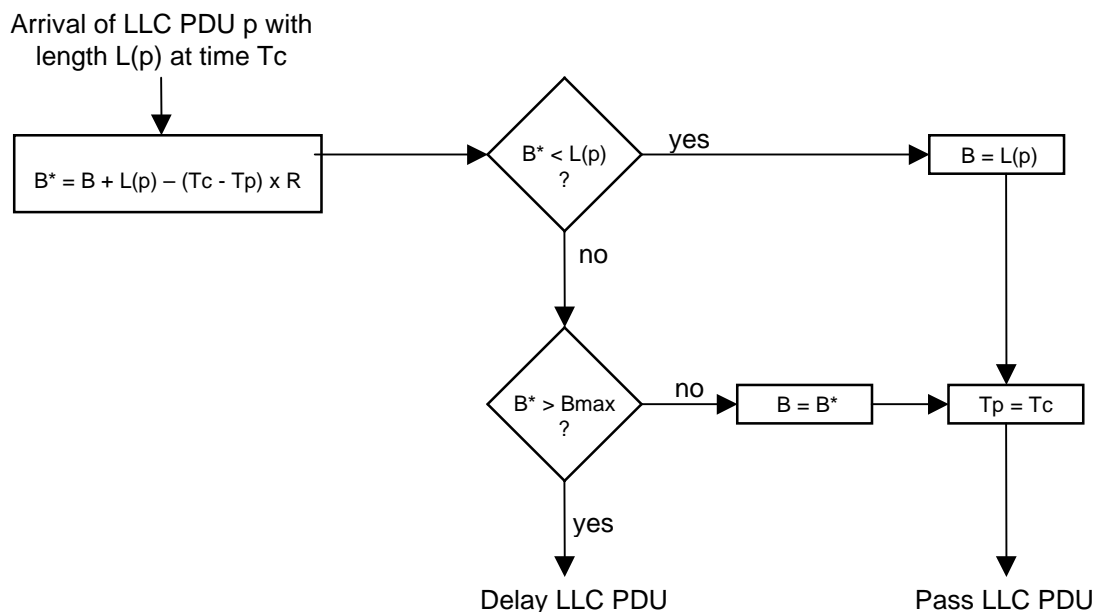 Arrival of LLC PDU p with
length L(p) at time Tc
B* = B + L(p) – (Tc - Tp) x R
B* < L(p)
?
yes
B = L(p)
no
B* > Bmax
?
no
B = B*
Tp = Tc
yes
Delay LLC PDU
Pass LLC PDU